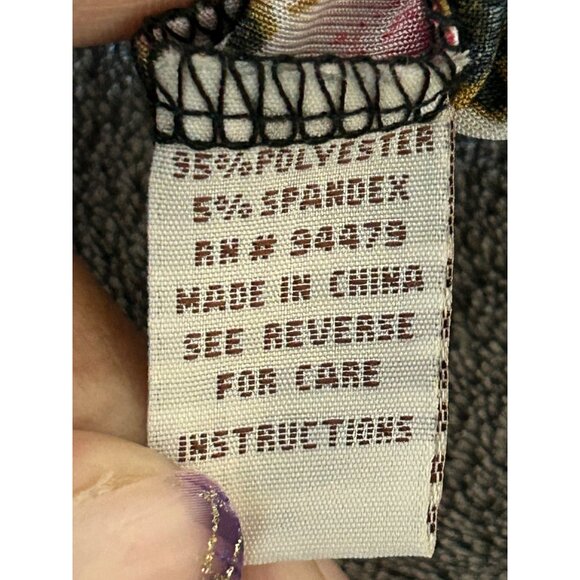 95% POLYESTER
5% SPANDEX
RN # 94479
MADE IN CHINA
SEE REVERSE
FOR CARE
INSTRUCTIONS